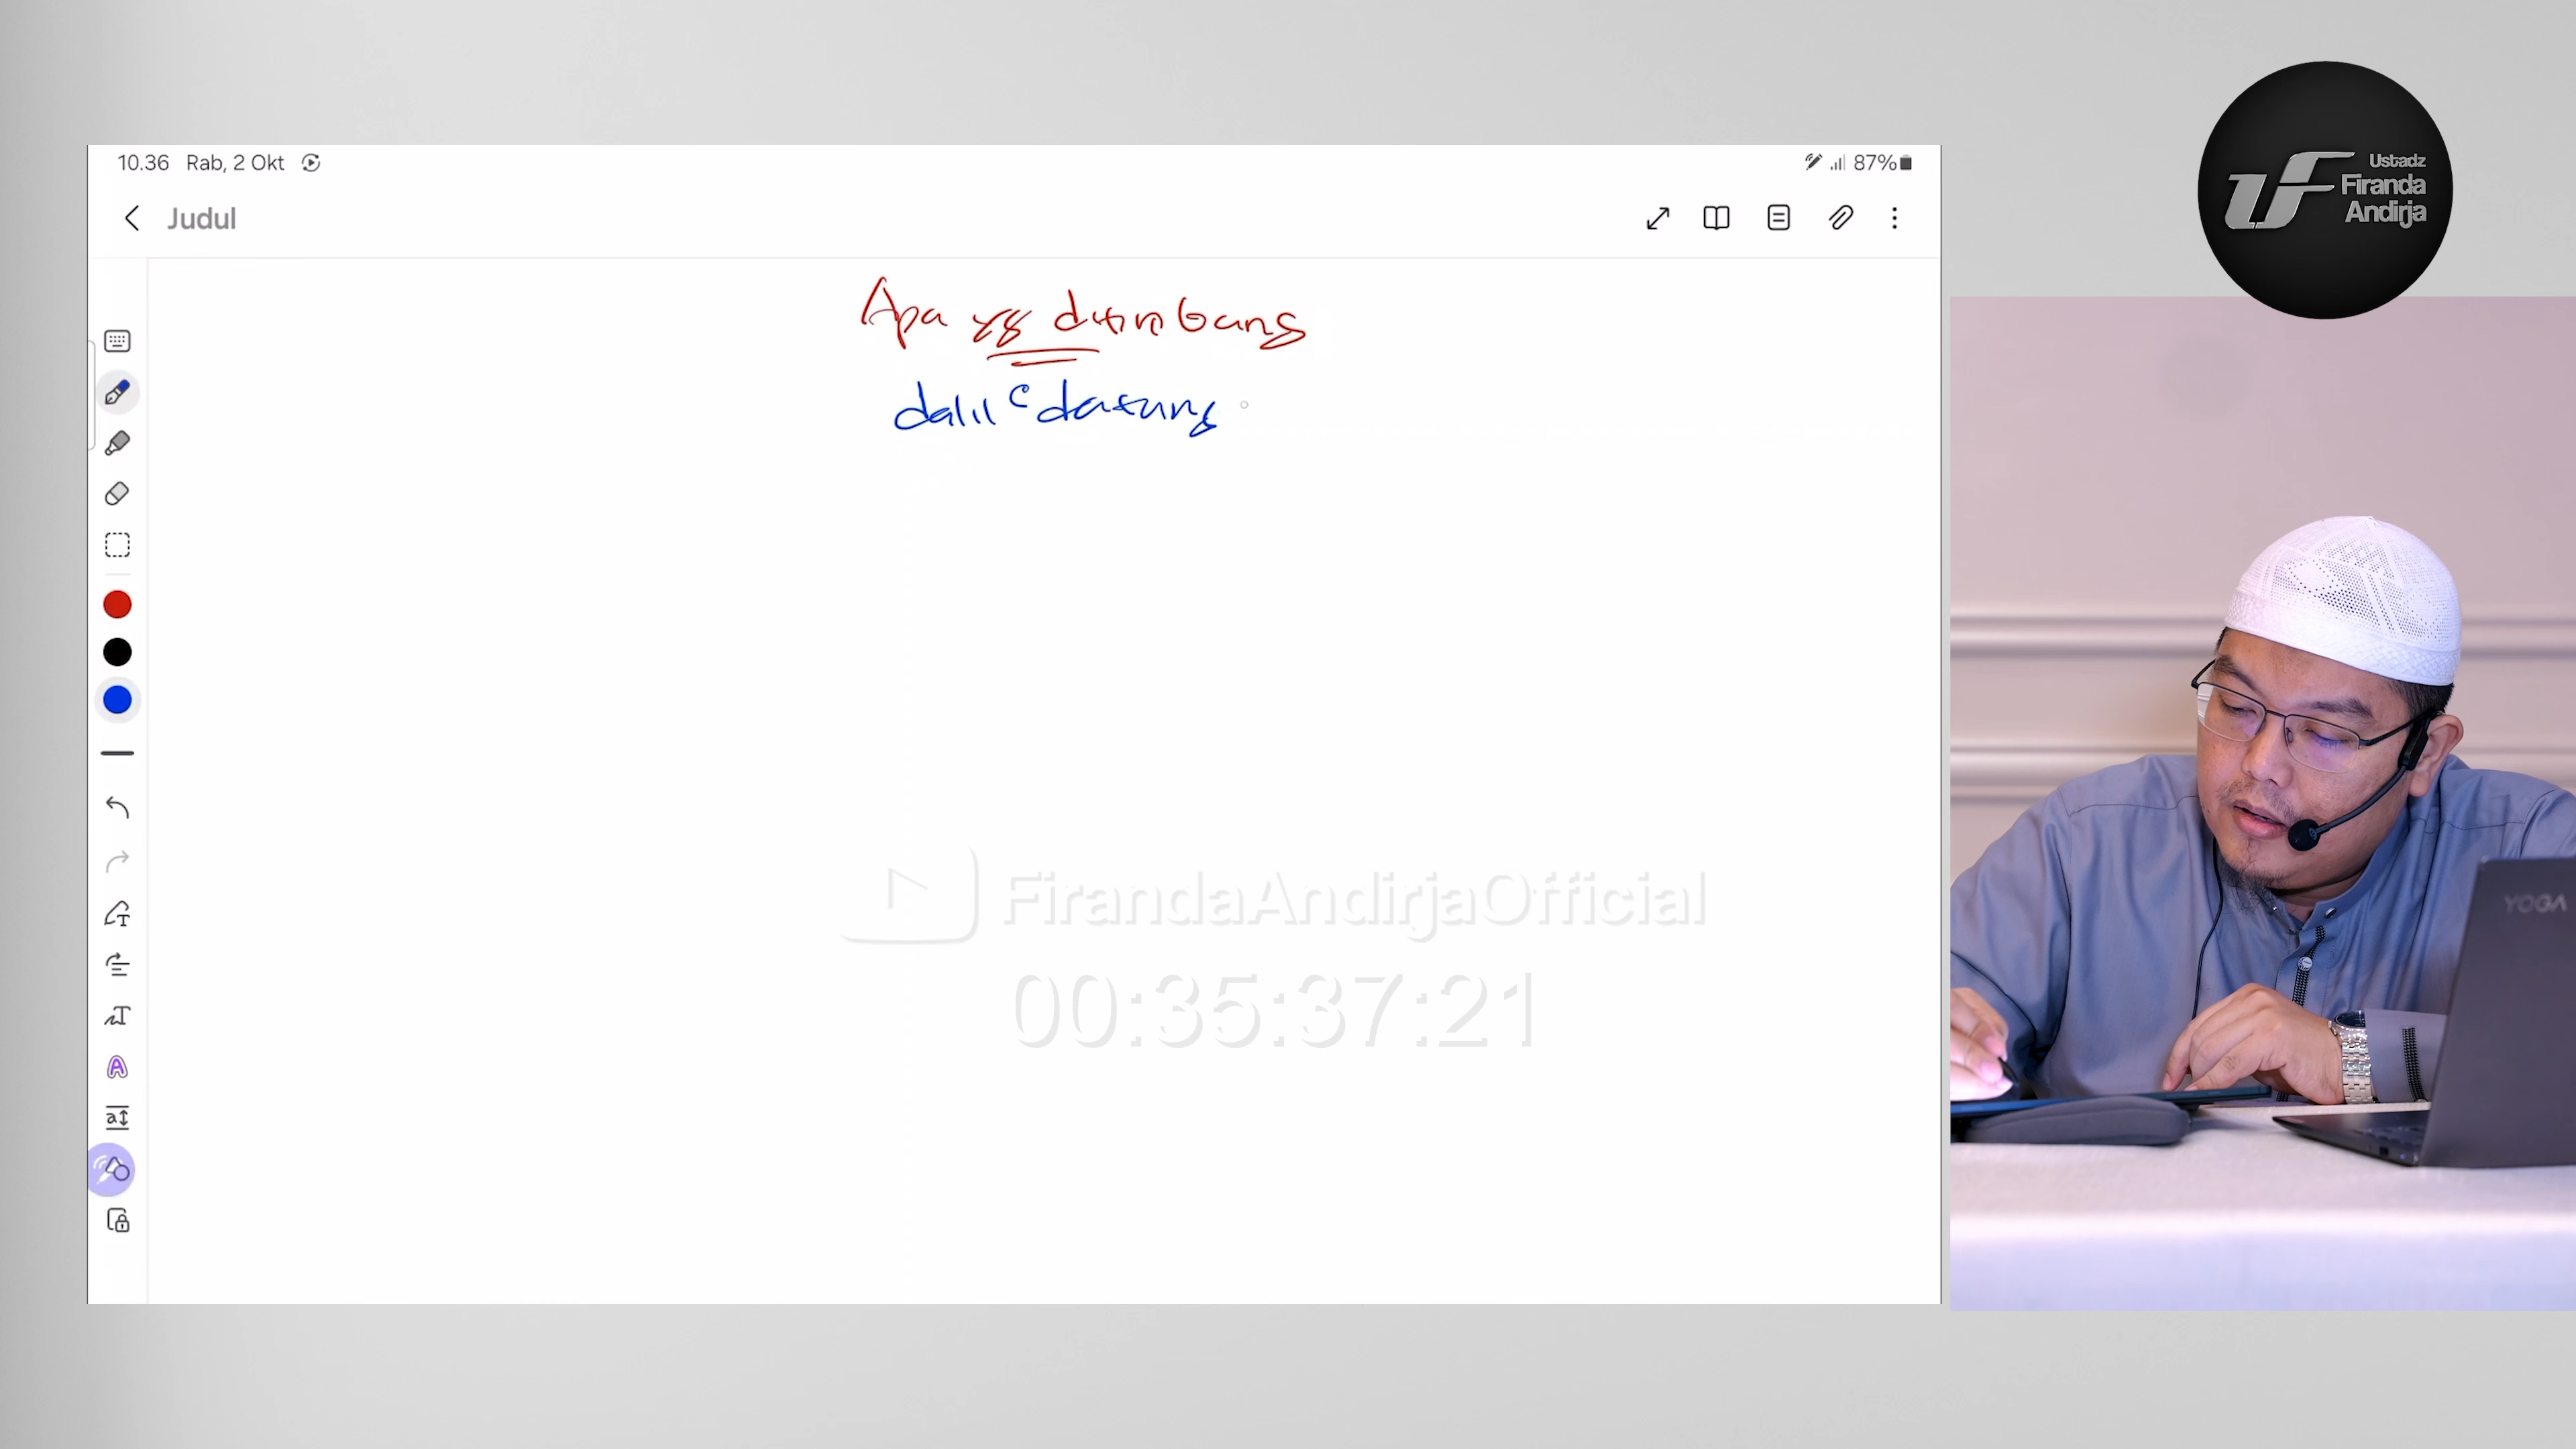 10.36 Rab, 2 Okt
87%
Judul
Ustadz
Firanda
Andirja
Apa yg ditimbang
dalil² datang
FirandaAndirjaOfficial
00:35:37:21
YOGA